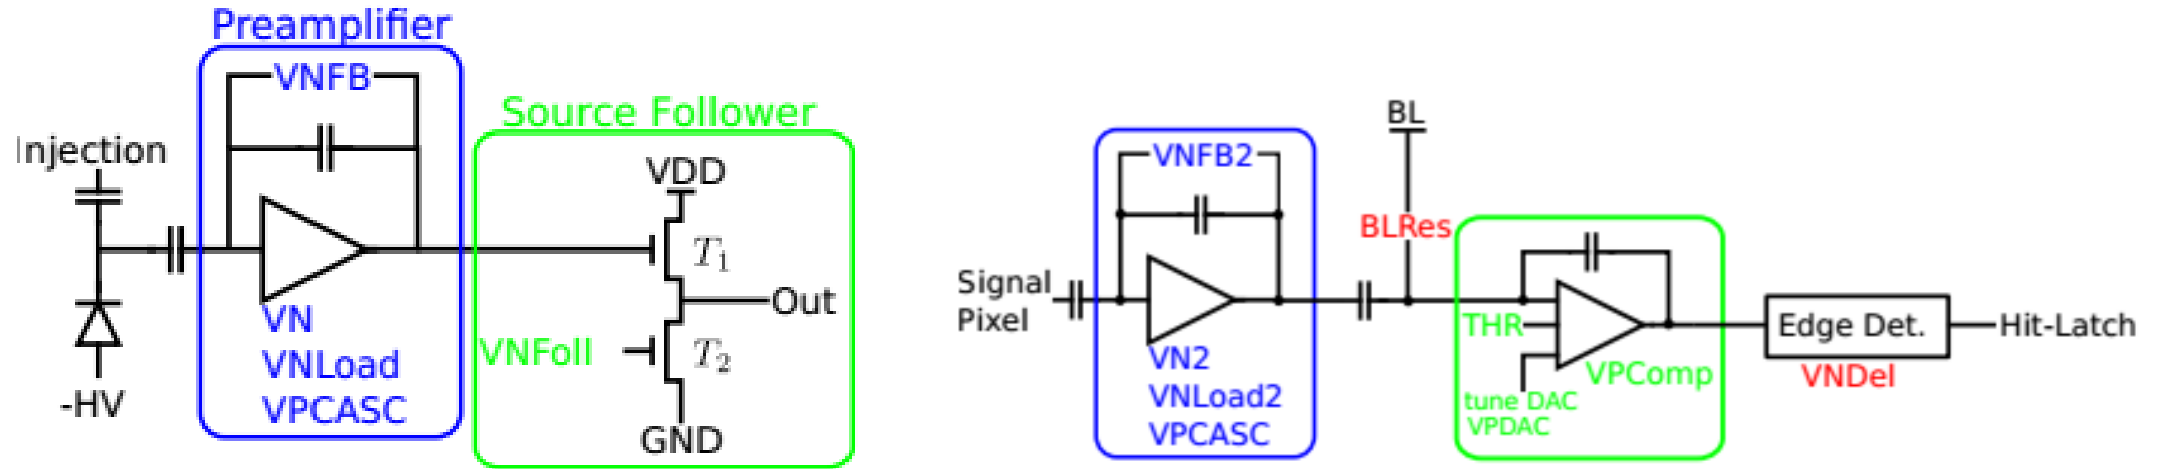 Preamplifier
VNFB
Injection
-HV
VN
VNLoad
VPCASC
Source Follower
VDD
T1
Out
VNFoll
T2
GND
Signal
Pixel
VNFB2
VN2
VNLoad2
VPCASC
BL
BLRes
THR
VPComp
tune DAC
VPDAC
Edge Det.
VNDel
Hit-Latch